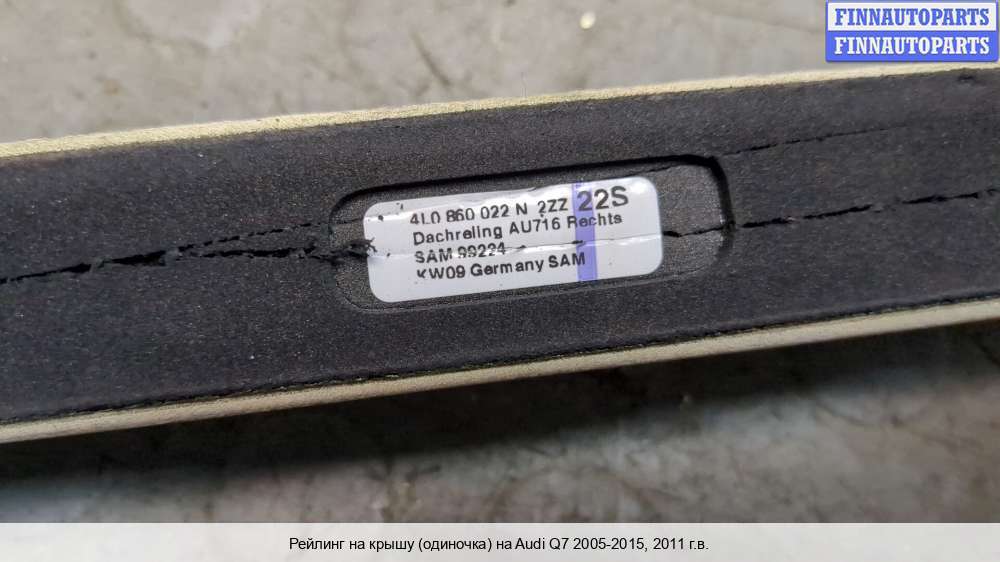 FINNAUTOPARTS
FINNAUTOPARTS
4L0 860 022 N 2ZZ 22S
Dachreling AU716 Rechts
SAM 99224
KW09 Germany SAM
Рейлинг на крышу (одиночка) на Audi Q7 2005-2015, 2011 г.в.